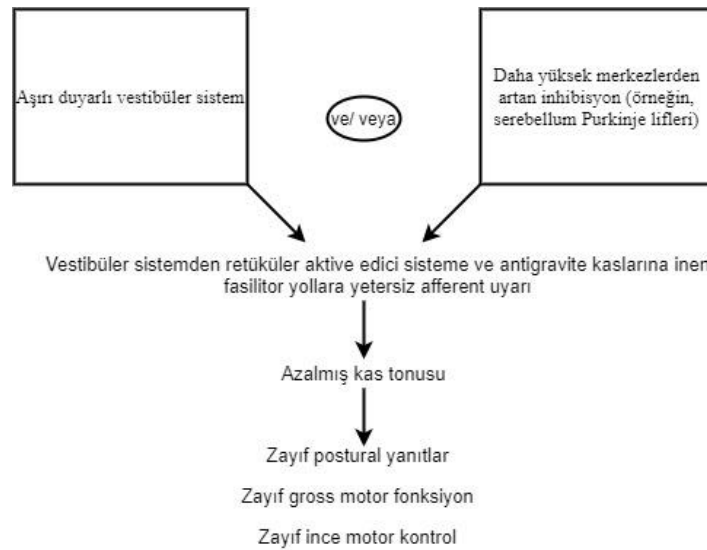 Aşırı duyarlı vestibüler sistem
ve/ veya
Daha yüksek merkezlerden
artan inhibisyon (örneğin,
serebellum Purkinje lifleri)
Vestibüler sistemden retüküler aktive edici sisteme ve antigravite kaslarına inen
fasilitor yollara yetersiz afferent uyarı
Azalmış kas tonusu
Zayıf postural yanıtlar
Zayıf gross motor fonksiyon
Zayıf ince motor kontrol